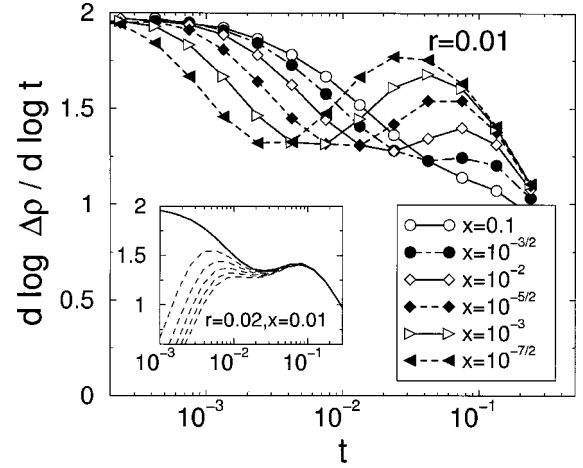 2
r=0.01
1.5
d log Δρ / d log t
1
0.5
0
2
1.5
1
r=0.02,x=0.01
10⁻³ 10⁻² 10⁻¹
x=0.1
x=10⁻³/²
x=10⁻²
x=10⁻⁵/²
x=10⁻³
x=10⁻⁷/²
10⁻³ 10⁻² 10⁻¹
t